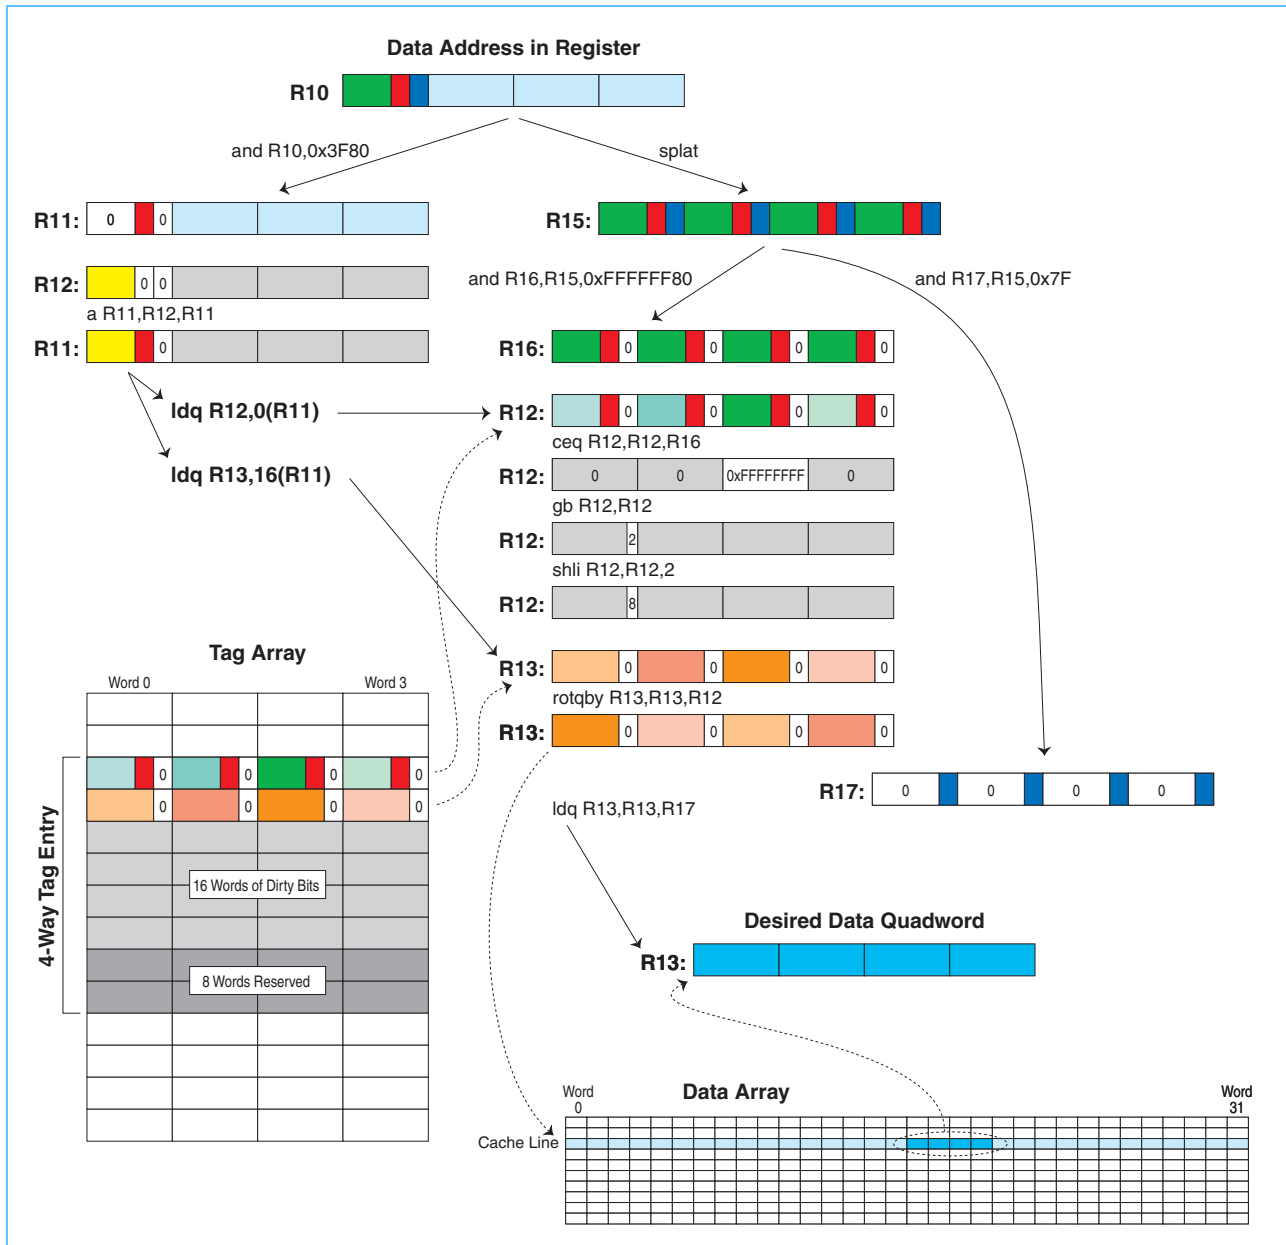 Data Address in Register
R10
and R10,0x3F80
splat
R11:
0
0
R15:
R12:
0 0
and R16,R15,0xFFFFFF80
and R17,R15,0x7F
a R11,R12,R11
R11:
0
R16:
0 0 0 0
ldq R12,0(R11)
R12:
0 0 0 0
ceq R12,R12,R16
ldq R13,16(R11)
R12:
0 0 0xFFFFFFFF 0
gb R12,R12
R12:
2
shli R12,R12,2
R12:
8
Tag Array
R13:
0 0 0 0
Word 0
Word 3
rotqby R13,R13,R12
R13:
0 0 0 0
0 0 0 0
0 0 0 0
4-Way Tag Entry
16 Words of Dirty Bits
8 Words Reserved
R17:
0 0 0 0
ldq R13,R13,R17
Desired Data Quadword
R13:
Data Array
Word
0
Word
31
Cache Line